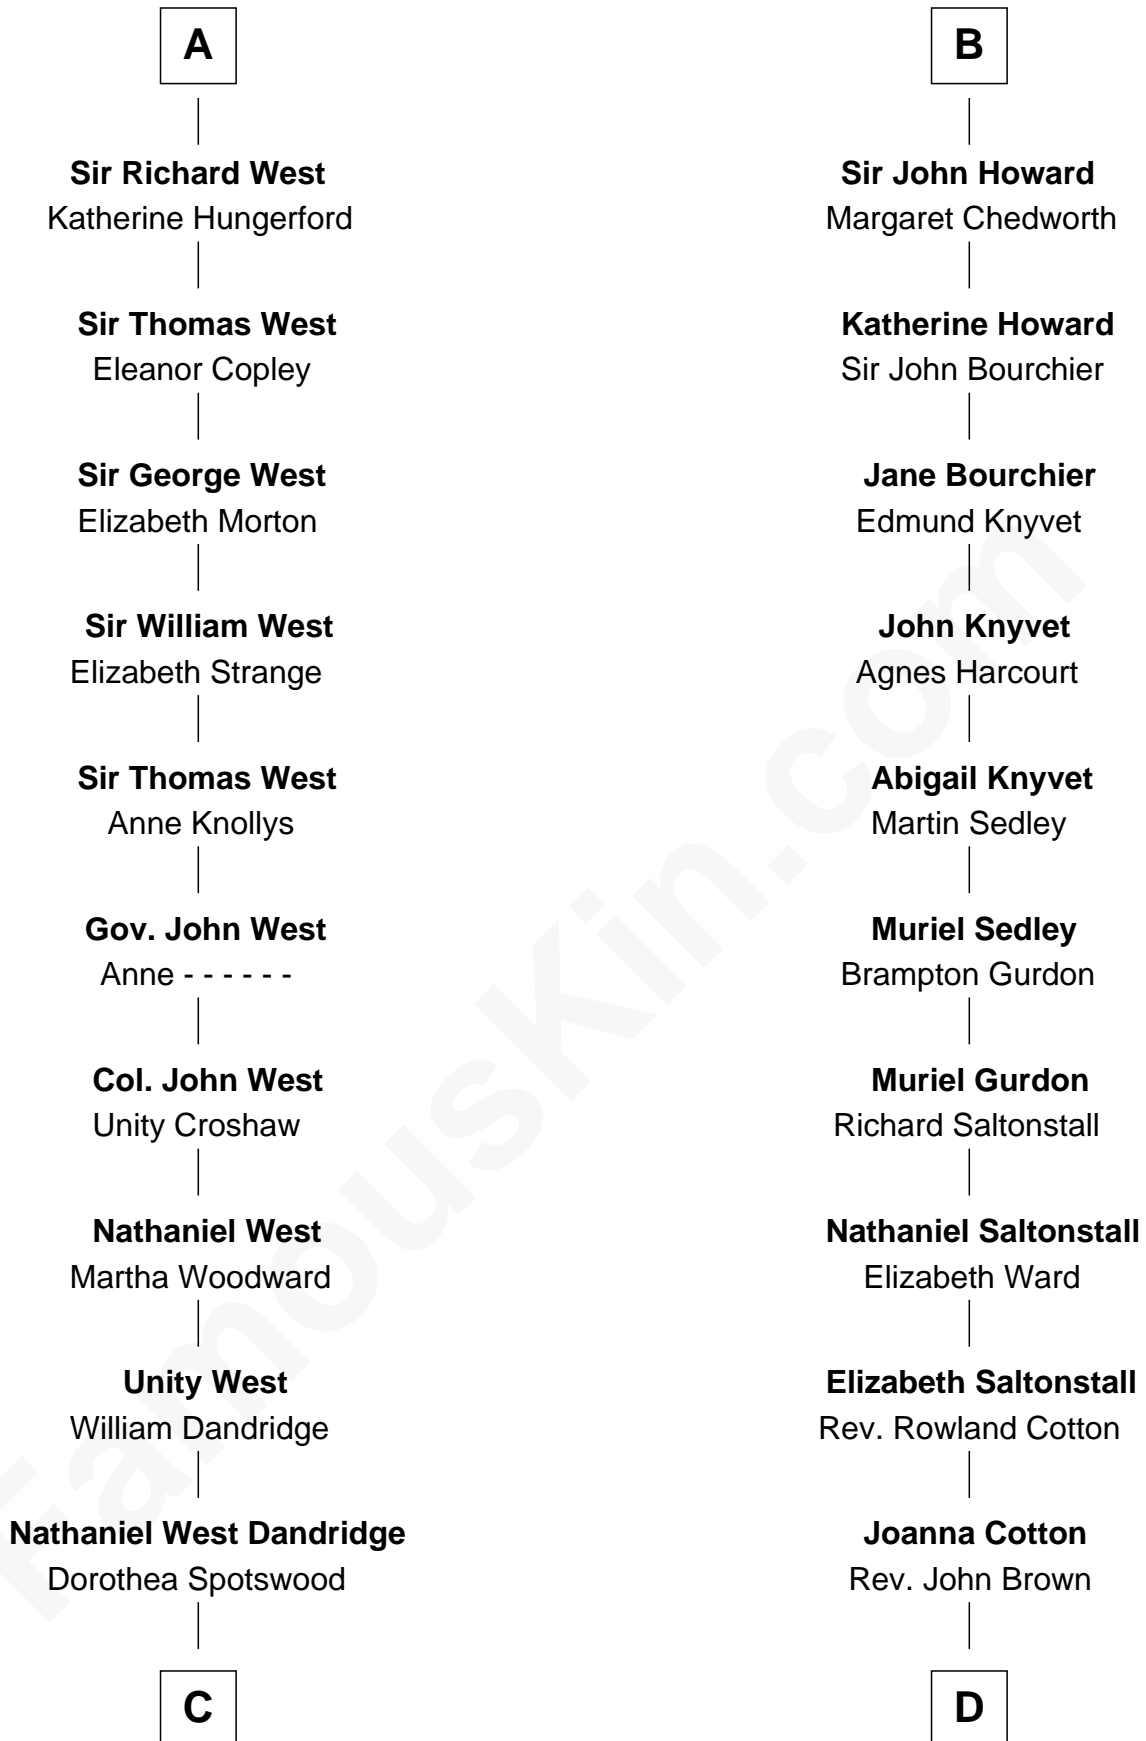 A
Sir Richard West
Katherine Hungerford
Sir Thomas West
Eleanor Copley
Sir George West
Elizabeth Morton
Sir William West
Elizabeth Strange
Sir Thomas West
Anne Knollys
Gov. John West
Anne - - - - - -
Col. John West
Unity Croshaw
Nathaniel West
Martha Woodward
Unity West
William Dandridge
Nathaniel West Dandridge
Dorothea Spotswood
C
B
Sir John Howard
Margaret Chedworth
Katherine Howard
Sir John Bourchier
Jane Bourchier
Edmund Knyvet
John Knyvet
Agnes Harcourt
Abigail Knyvet
Martin Sedley
Muriel Sedley
Brampton Gurdon
Muriel Gurdon
Richard Saltonstall
Nathaniel Saltonstall
Elizabeth Ward
Elizabeth Saltonstall
Rev. Rowland Cotton
Joanna Cotton
Rev. John Brown
D
FamousKin.com